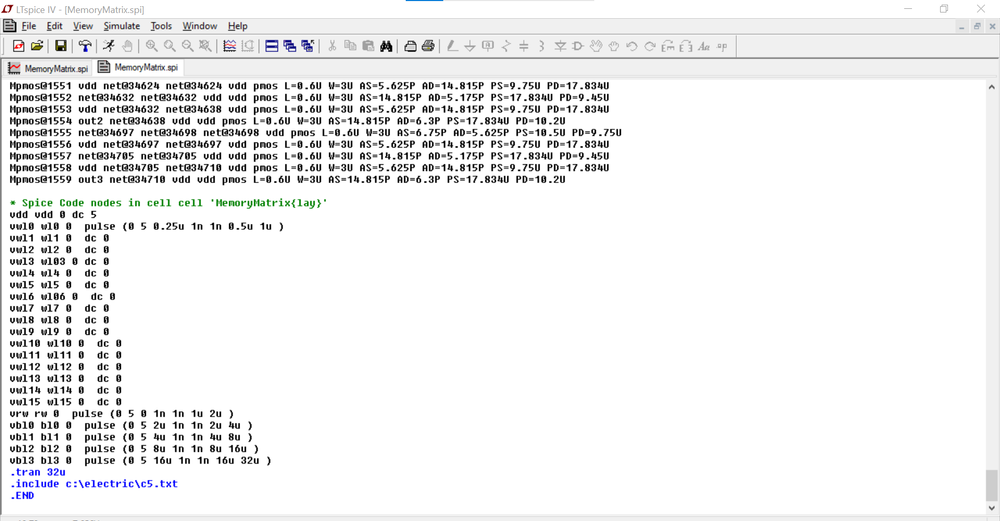 LTspice IV - [MemoryMatrix.spi]
File Edit View Simulate Tools Window Help
MemoryMatrix.spi MemoryMatrix.spi
Mpmos@1551 vdd net@34624 net@34624 vdd pmos L=0.6U W=3U AS=5.625P AD=14.815P PS=9.75U PD=17.834U
Mpmos@1552 net@34632 net@34632 vdd vdd pmos L=0.6U W=3U AS=14.815P AD=5.175P PS=17.834U PD=9.45U
Mpmos@1553 vdd net@34632 net@34638 vdd pmos L=0.6U W=3U AS=5.625P AD=14.815P PS=9.75U PD=17.834U
Mpmos@1554 out2 net@34638 vdd vdd pmos L=0.6U W=3U AS=14.815P AD=6.3P PS=17.834U PD=10.2U
Mpmos@1555 net@34697 net@34698 net@34698 vdd pmos L=0.6U W=3U AS=6.75P AD=5.625P PS=10.5U PD=9.75U
Mpmos@1556 vdd net@34697 net@34697 vdd pmos L=0.6U W=3U AS=5.625P AD=14.815P PS=9.75U PD=17.834U
Mpmos@1557 net@34705 net@34705 vdd vdd pmos L=0.6U W=3U AS=14.815P AD=5.175P PS=17.834U PD=9.45U
Mpmos@1558 vdd net@34705 net@34710 vdd pmos L=0.6U W=3U AS=5.625P AD=14.815P PS=9.75U PD=17.834U
Mpmos@1559 out3 net@34710 vdd vdd pmos L=0.6U W=3U AS=14.815P AD=6.3P PS=17.834U PD=10.2U
* Spice Code nodes in cell cell 'MemoryMatrix{lay}'
vdd vdd 0 dc 5
vwl0 wl0 0  pulse (0 5 0.25u 1n 1n 0.5u 1u )
vwl1 wl1 0  dc 0
vwl2 wl2 0  dc 0
vwl3 wl03 0 dc 0
vwl4 wl4 0  dc 0
vwl5 wl5 0  dc 0
vwl6 wl06 0  dc 0
vwl7 wl7 0  dc 0
vwl8 wl8 0  dc 0
vwl9 wl9 0  dc 0
vwl10 wl10 0  dc 0
vwl11 wl11 0  dc 0
vwl12 wl12 0  dc 0
vwl13 wl13 0  dc 0
vwl14 wl14 0  dc 0
vwl15 wl15 0  dc 0
vrw rw 0  pulse (0 5 0 1n 1n 1u 2u )
vbl0 bl0 0  pulse (0 5 2u 1n 1n 2u 4u )
vbl1 bl1 0  pulse (0 5 4u 1n 1n 4u 8u )
vbl2 bl2 0  pulse (0 5 8u 1n 1n 8u 16u )
vbl3 bl3 0  pulse (0 5 16u 1n 1n 16u 32u )
.tran 32u
.include c:\electric\c5.txt
.END